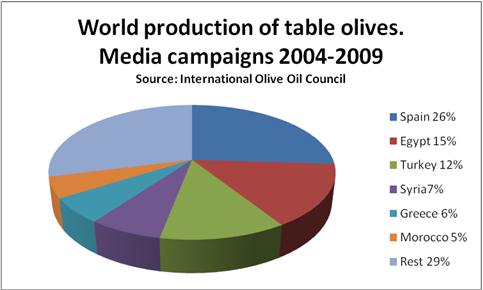 World production of table olives.
Media campaigns 2004-2009
Source: International Olive Oil Council
Spain 26%
Egypt 15%
Turkey 12%
Syria7%
Greece 6%
Morocco 5%
Rest 29%